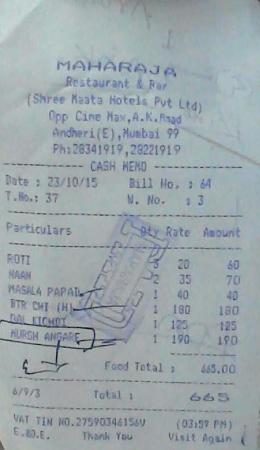 MAHARAJA
Restaurant & Bar
(Shree Maata Hotels Pvt Ltd)
Opp Cine Max,A.K.Road
Andheri(E),Mumbai 99
Ph:28341919,28221919
CASH MEMO
Date : 23/10/15 Bill No. : 64
T.No.: 37 W. No. : 3
Particulars Qty Rate Amount
ROTI 3 20 60
NAAN 2 35 70
MASALA PAPAD 1 40 40
BTR CHI (H) 1 180 180
DAL KICHDI 1 125 125
MURGH ANGARE 1 190 190
Food Total : 665.00
6/9/3 Total : 665
VAT TIN NO.27590346156V (03:59 PM)
E.&O.E. Thank You Visit Again